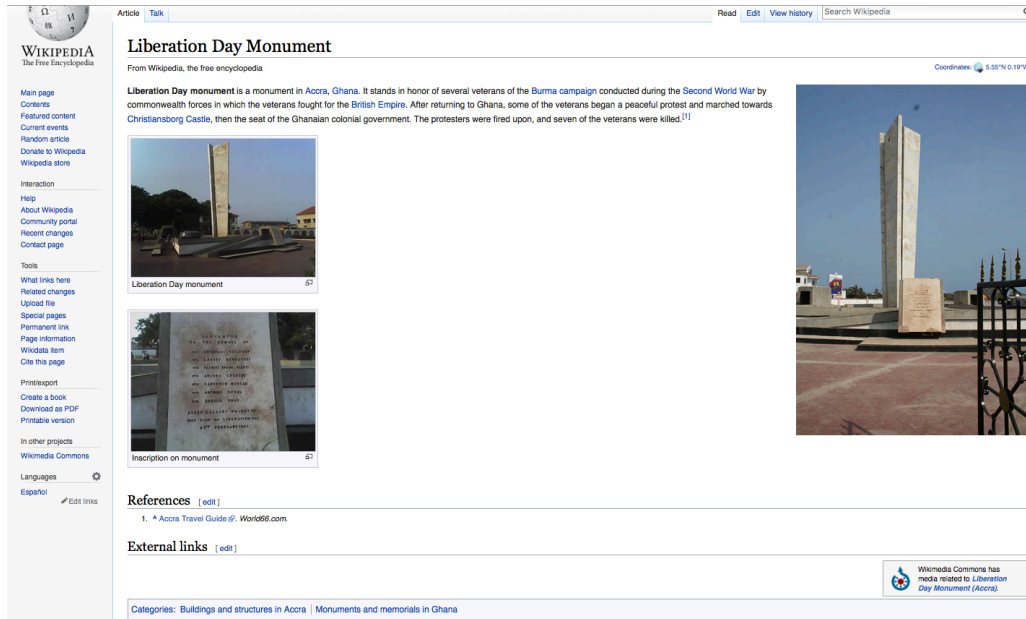 Ω
И
WIKIPEDIA
The Free Encyclopedia
Main page
Contents
Featured content
Current events
Random article
Donate to Wikipedia
Wikipedia store
Interaction
Help
About Wikipedia
Community portal
Recent changes
Contact page
Tools
What links here
Related changes
Upload file
Special pages
Permanent link
Page information
Wikidata item
Cite this page
Print/export
Create a book
Download as PDF
Printable version
In other projects
Wikimedia Commons
Languages
Español
Edit links
Article Talk
Read Edit View history Search Wikipedia
Liberation Day Monument
From Wikipedia, the free encyclopedia
Coordinates: 5.55°N 0.19°W
Liberation Day monument is a monument in Accra, Ghana. It stands in honor of several veterans of the Burma campaign conducted during the Second World War by
commonwealth forces in which the veterans fought for the British Empire. After returning to Ghana, some of the veterans began a peaceful protest and marched towards
Christiansborg Castle, then the seat of the Ghanaian colonial government. The protesters were fired upon, and seven of the veterans were killed.[1]
Liberation Day monument
TO THE MEMORY OF
Inscription on monument
References [ edit ]
1. ^ Accra Travel Guide. World66.com.
External links [ edit ]
Wikimedia Commons has
media related to Liberation
Day Monument (Accra).
Categories: Buildings and structures in Accra | Monuments and memorials in Ghana